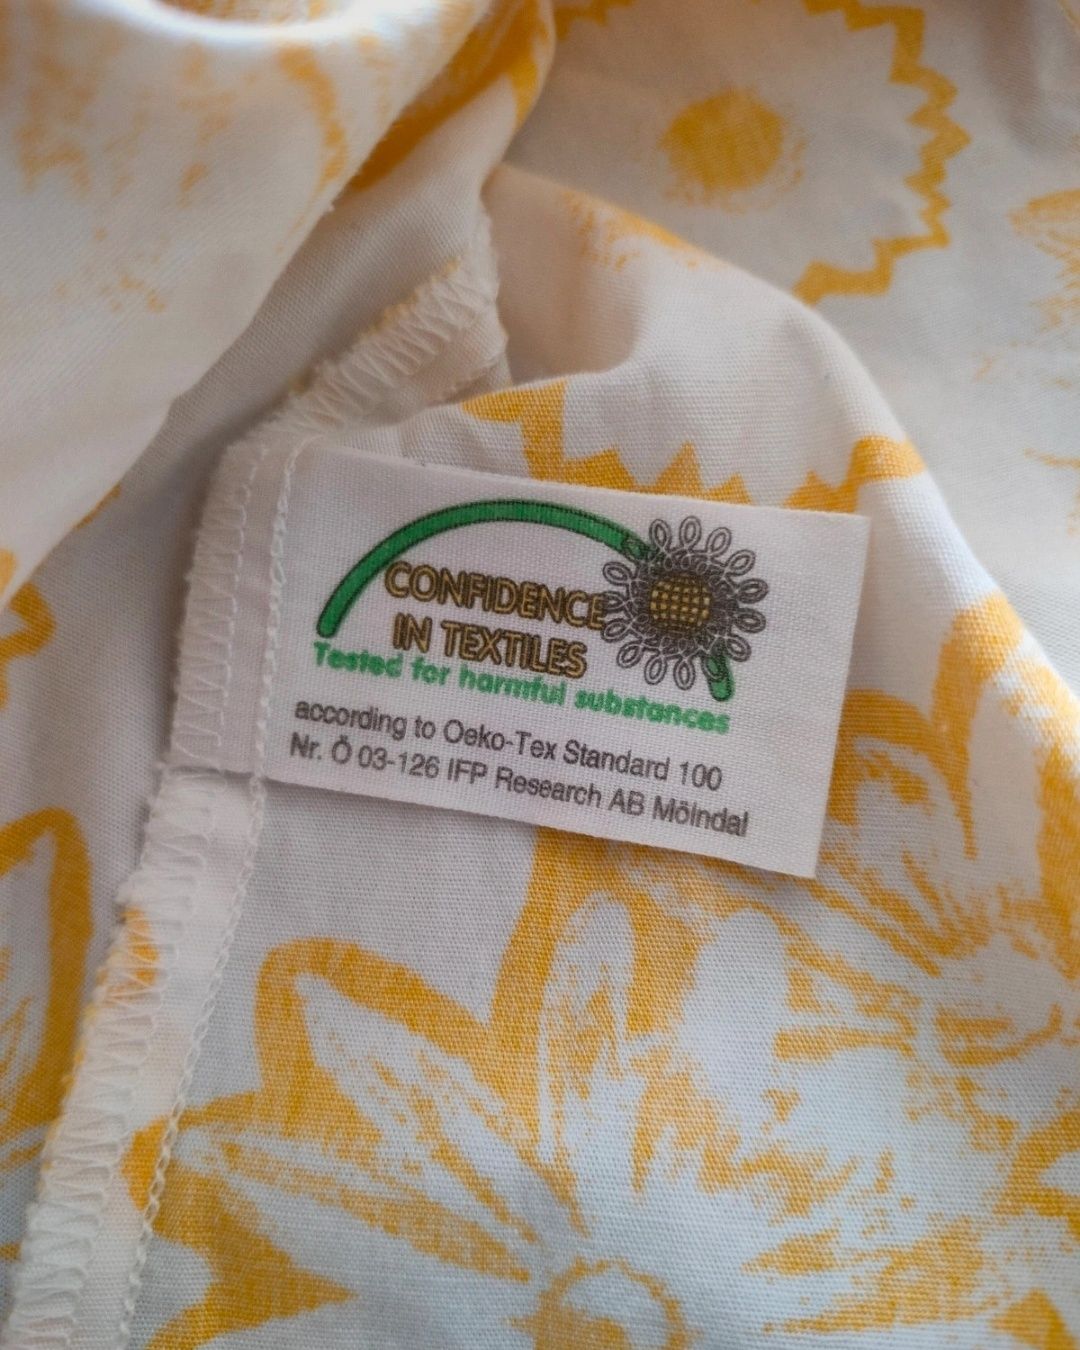 CONFIDENCE
IN TEXTILES
Tested for harmful substances
according to Oeko-Tex Standard 100
Nr. Ö 03-126 IFP Research AB Mölndal